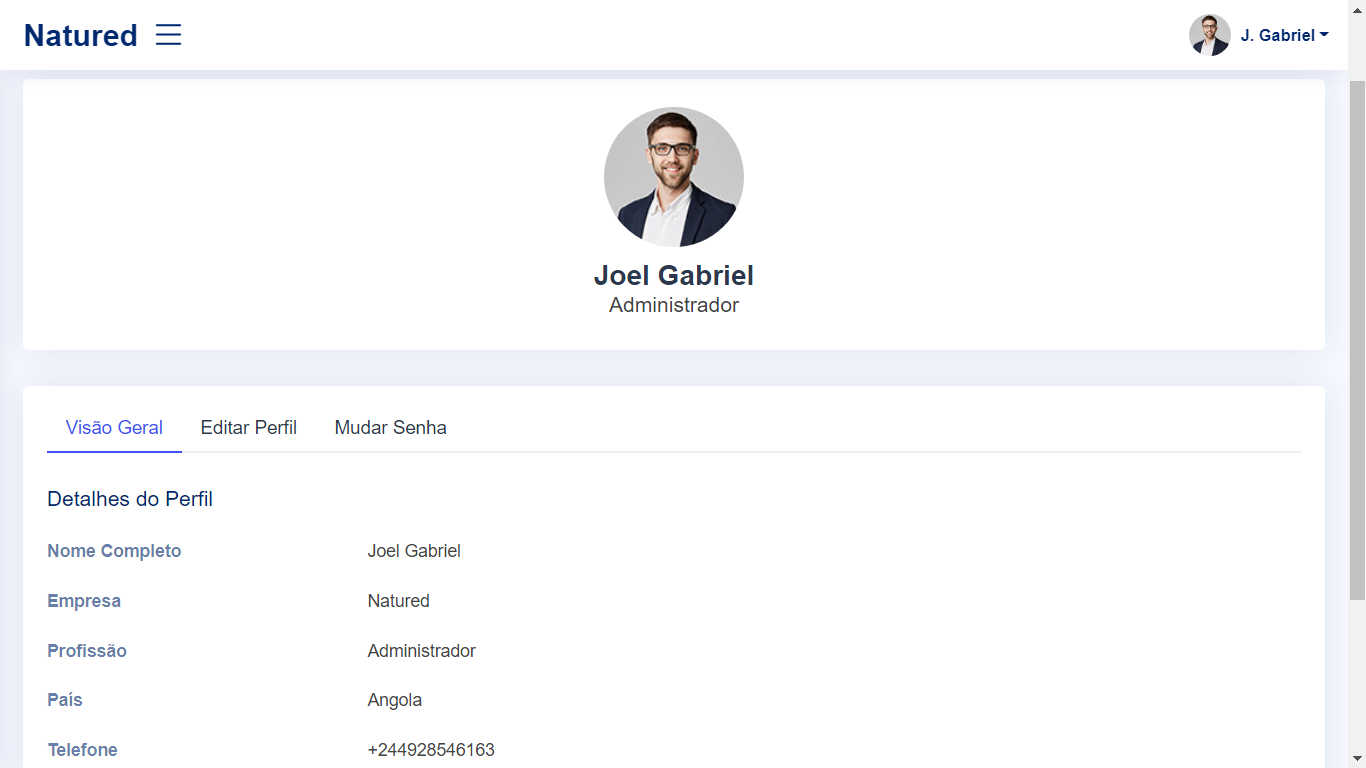 Natured
J. Gabriel
Joel Gabriel
Administrador
Visão Geral Editar Perfil Mudar Senha
Detalhes do Perfil
Nome Completo Joel Gabriel
Empresa Natured
Profissão Administrador
País Angola
Telefone +244928546163